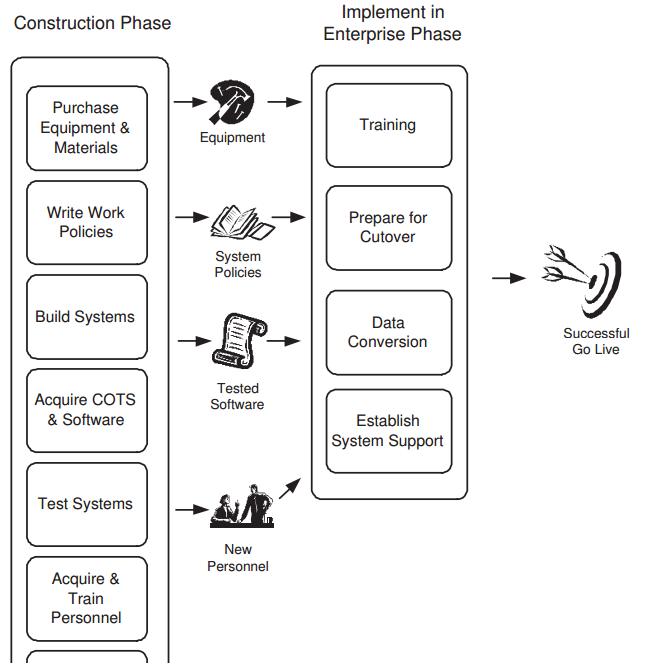 Construction Phase
Implement in
Enterprise Phase
Purchase
Equipment &
Materials
Write Work
Policies
Build Systems
Acquire COTS
& Software
Test Systems
Acquire &
Train
Personnel
Equipment
System
Policies
Tested
Software
New
Personnel
Training
Prepare for
Cutover
Data
Conversion
Establish
System Support
Successful
Go Live